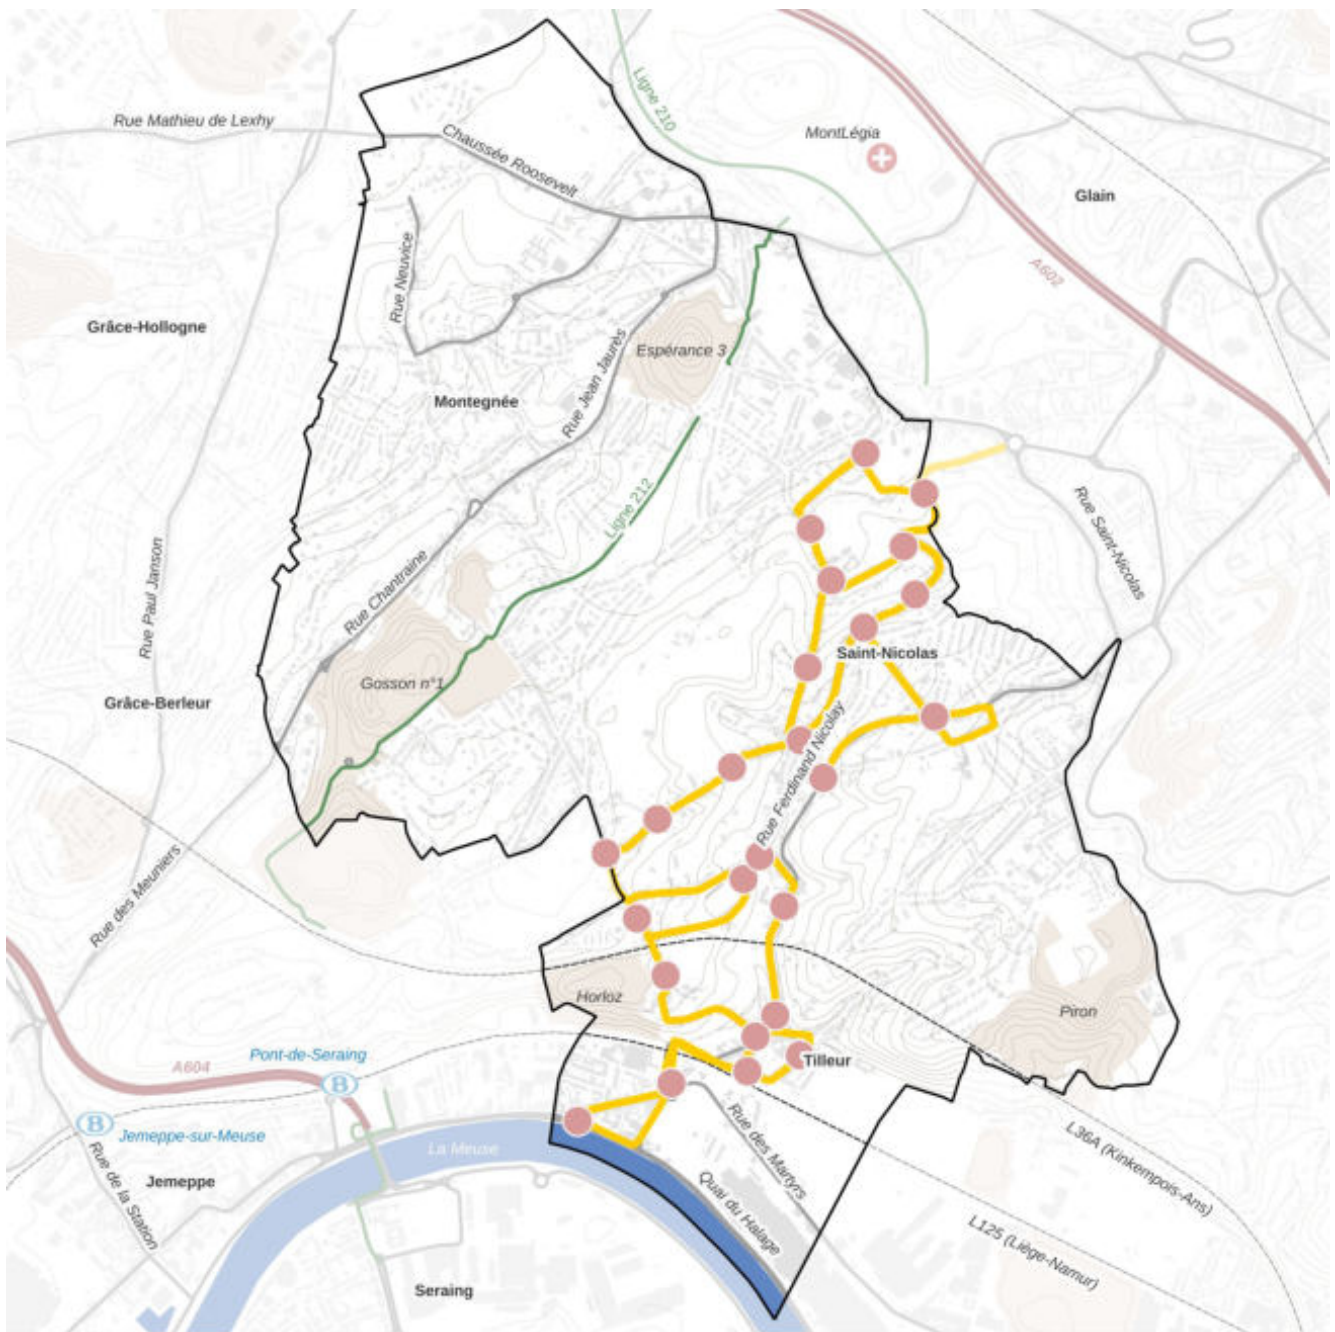 Ligne 210
Rue Mathieu de Lexhy
MontLégia
Chaussée Roosevelt
Glain
Rue Neuvice
A602
Grâce-Hollogne
Espérance 3
Rue Jean Jaurès
Montegnée
Ligne 212
Rue Saint-Nicolas
Rue Paul Janson
Rue Chantraine
Saint-Nicolas
Gosson n°1
Grâce-Berleur
Rue Ferdinand Nicolay
Rue des Meuniers
Horloz
Piron
Pont-de-Seraing
A604
B
Tilleur
B
Jemeppe-sur-Meuse
La Meuse
Rue des Martyrs
L36A (Kinkempois-Ans)
Rue de la Station
Jemeppe
Quai du Halage
L125 (Liège-Namur)
Seraing